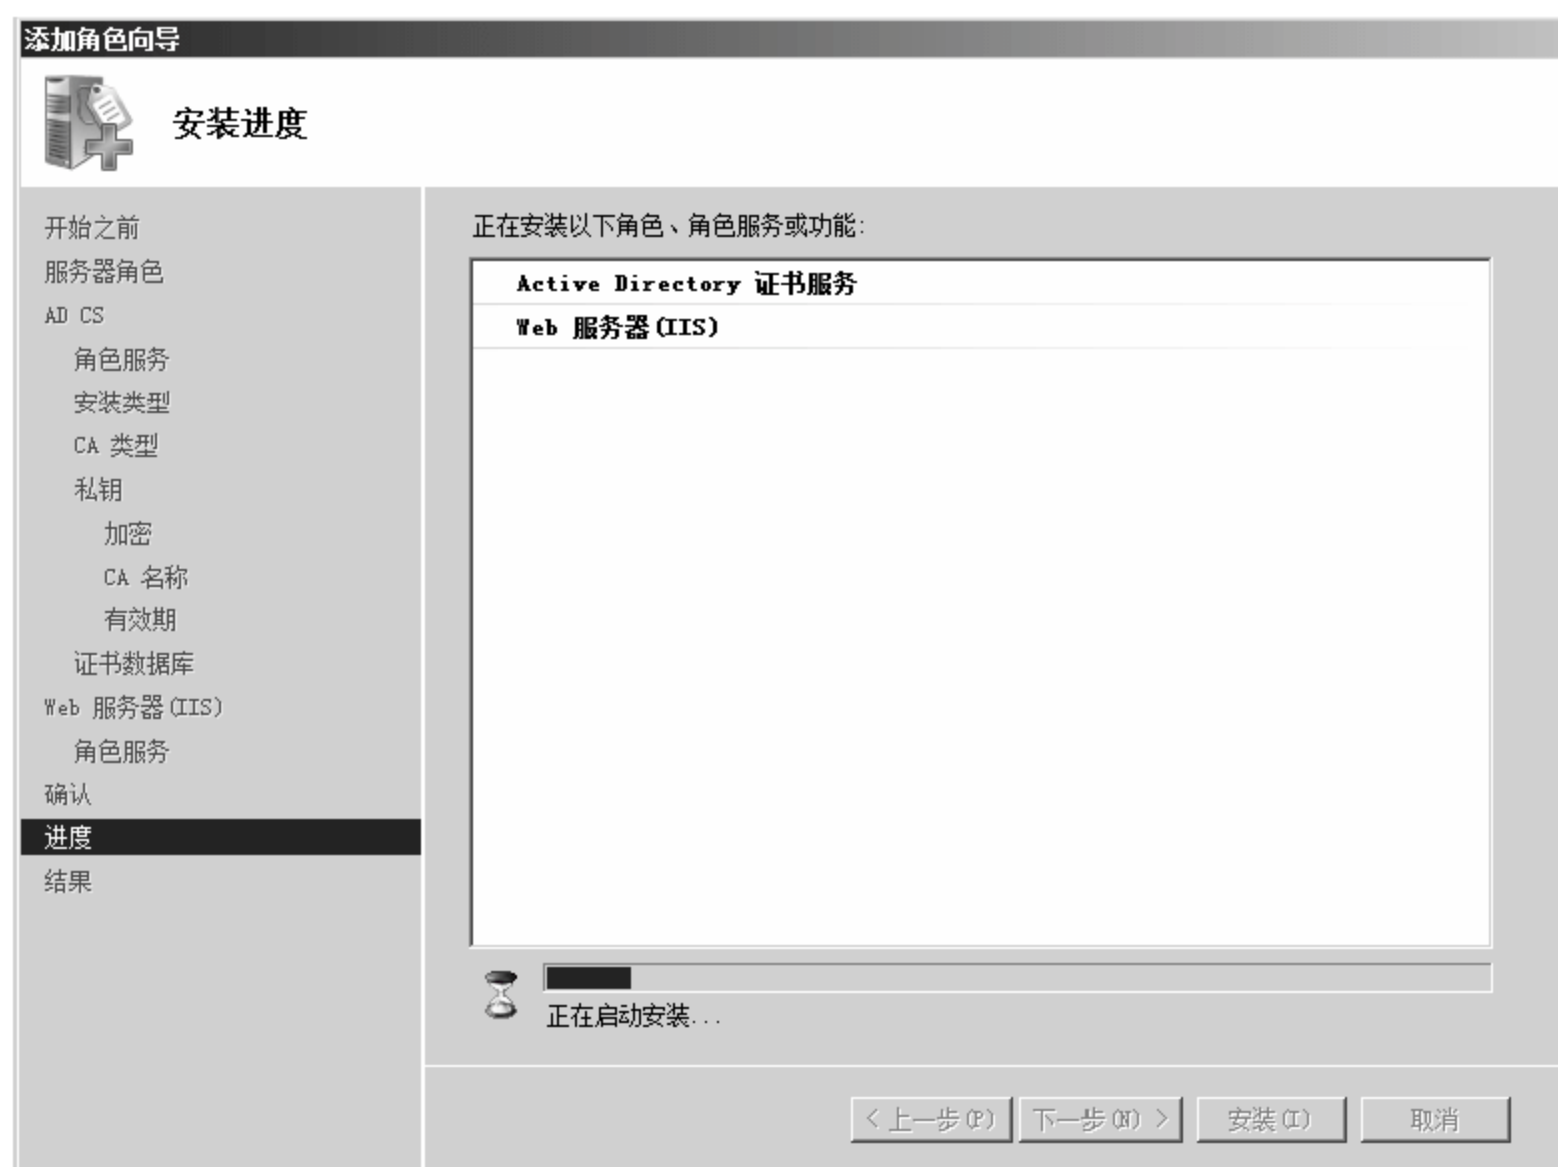 添加角色向导
安装进度
开始之前
服务器角色
AD CS
角色服务
安装类型
CA 类型
私钥
加密
CA 名称
有效期
证书数据库
Web 服务器(IIS)
角色服务
确认
进度
结果
正在安装以下角色、角色服务或功能:
Active Directory 证书服务
Web 服务器(IIS)
正在启动安装...
< 上一步(P)
下一步(N) >
安装(I)
取消